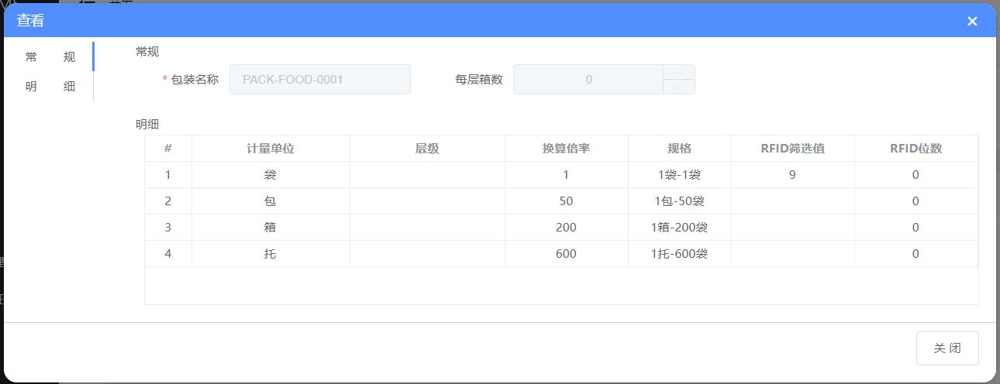 查看
常 规
明 细
常规
* 包装名称 PACK-FOOD-0001 每层箱数 0
明细
# 计量单位 层级 换算倍率 规格 RFID筛选值 RFID位数
1 袋 1 1袋-1袋 9 0
2 包 50 1包-50袋 0
3 箱 200 1箱-200袋 0
4 托 600 1托-600袋 0
关 闭